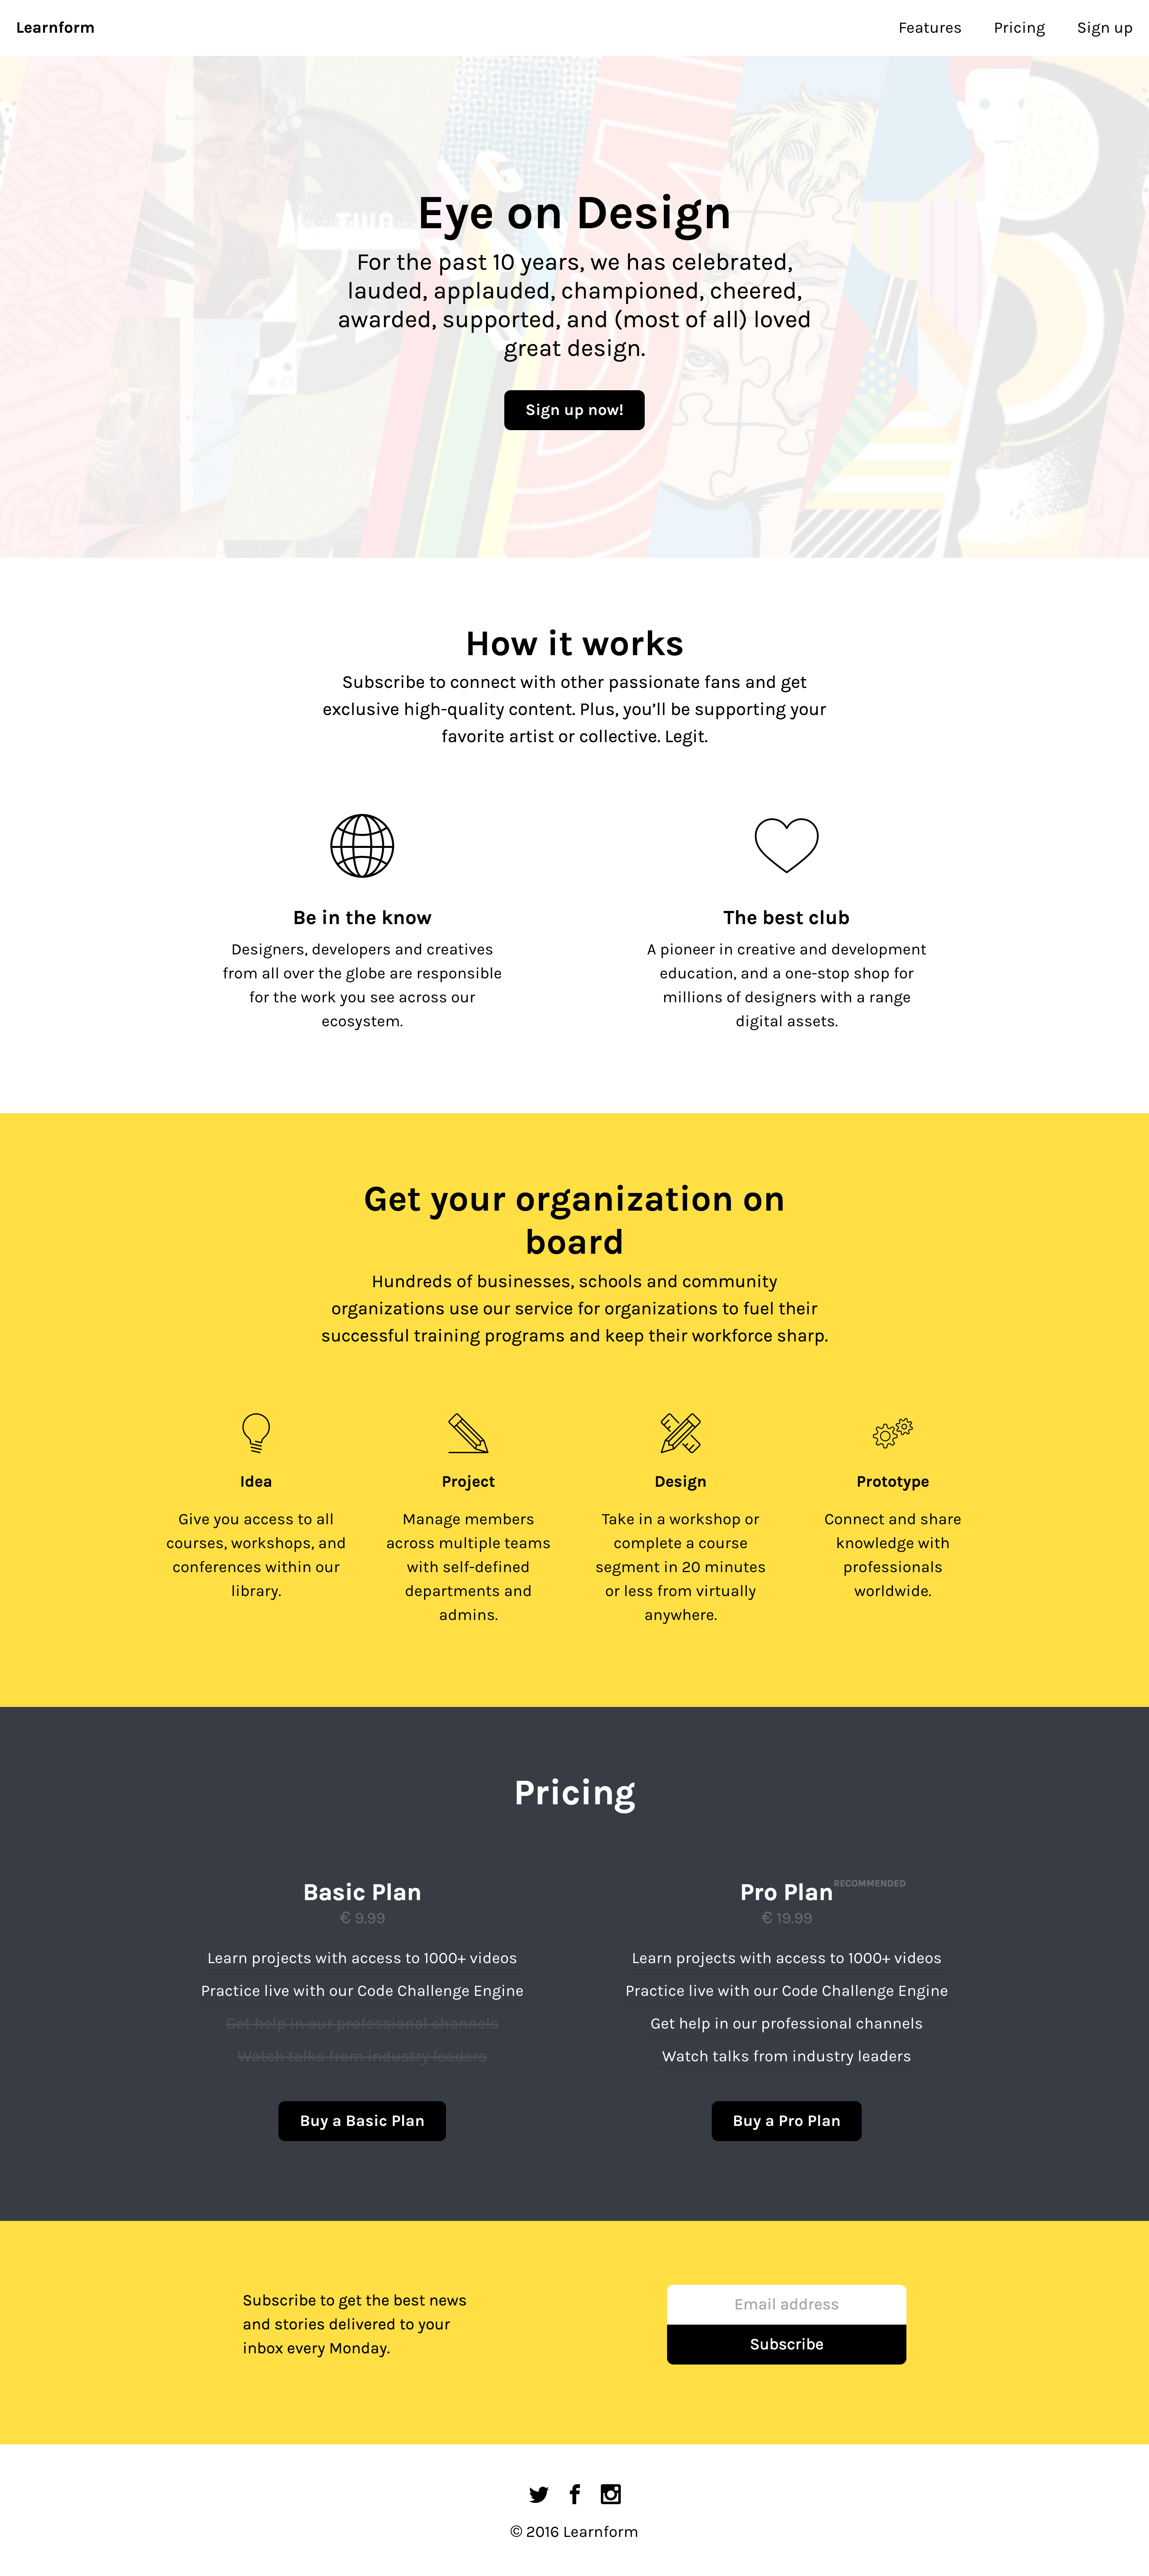 Learnform
Features Pricing Sign up
TWO
Eye on Design
For the past 10 years, we has celebrated,
lauded, applauded, championed, cheered,
awarded, supported, and (most of all) loved
great design.
Sign up now!
How it works
Subscribe to connect with other passionate fans and get
exclusive high-quality content. Plus, you’ll be supporting your
favorite artist or collective. Legit.
Be in the know
Designers, developers and creatives
from all over the globe are responsible
for the work you see across our
ecosystem.
The best club
A pioneer in creative and development
education, and a one-stop shop for
millions of designers with a range
digital assets.
Get your organization on
board
Hundreds of businesses, schools and community
organizations use our service for organizations to fuel their
successful training programs and keep their workforce sharp.
Idea
Give you access to all
courses, workshops, and
conferences within our
library.
Project
Manage members
across multiple teams
with self-defined
departments and
admins.
Design
Take in a workshop or
complete a course
segment in 20 minutes
or less from virtually
anywhere.
Prototype
Connect and share
knowledge with
professionals
worldwide.
Pricing
Basic Plan
€ 9.99
Learn projects with access to 1000+ videos
Practice live with our Code Challenge Engine
Get help in our professional channels
Watch talks from industry leaders
Buy a Basic Plan
Pro Plan RECOMMENDED
€ 19.99
Learn projects with access to 1000+ videos
Practice live with our Code Challenge Engine
Get help in our professional channels
Watch talks from industry leaders
Buy a Pro Plan
Subscribe to get the best news
and stories delivered to your
inbox every Monday.
Email address
Subscribe
© 2016 Learnform